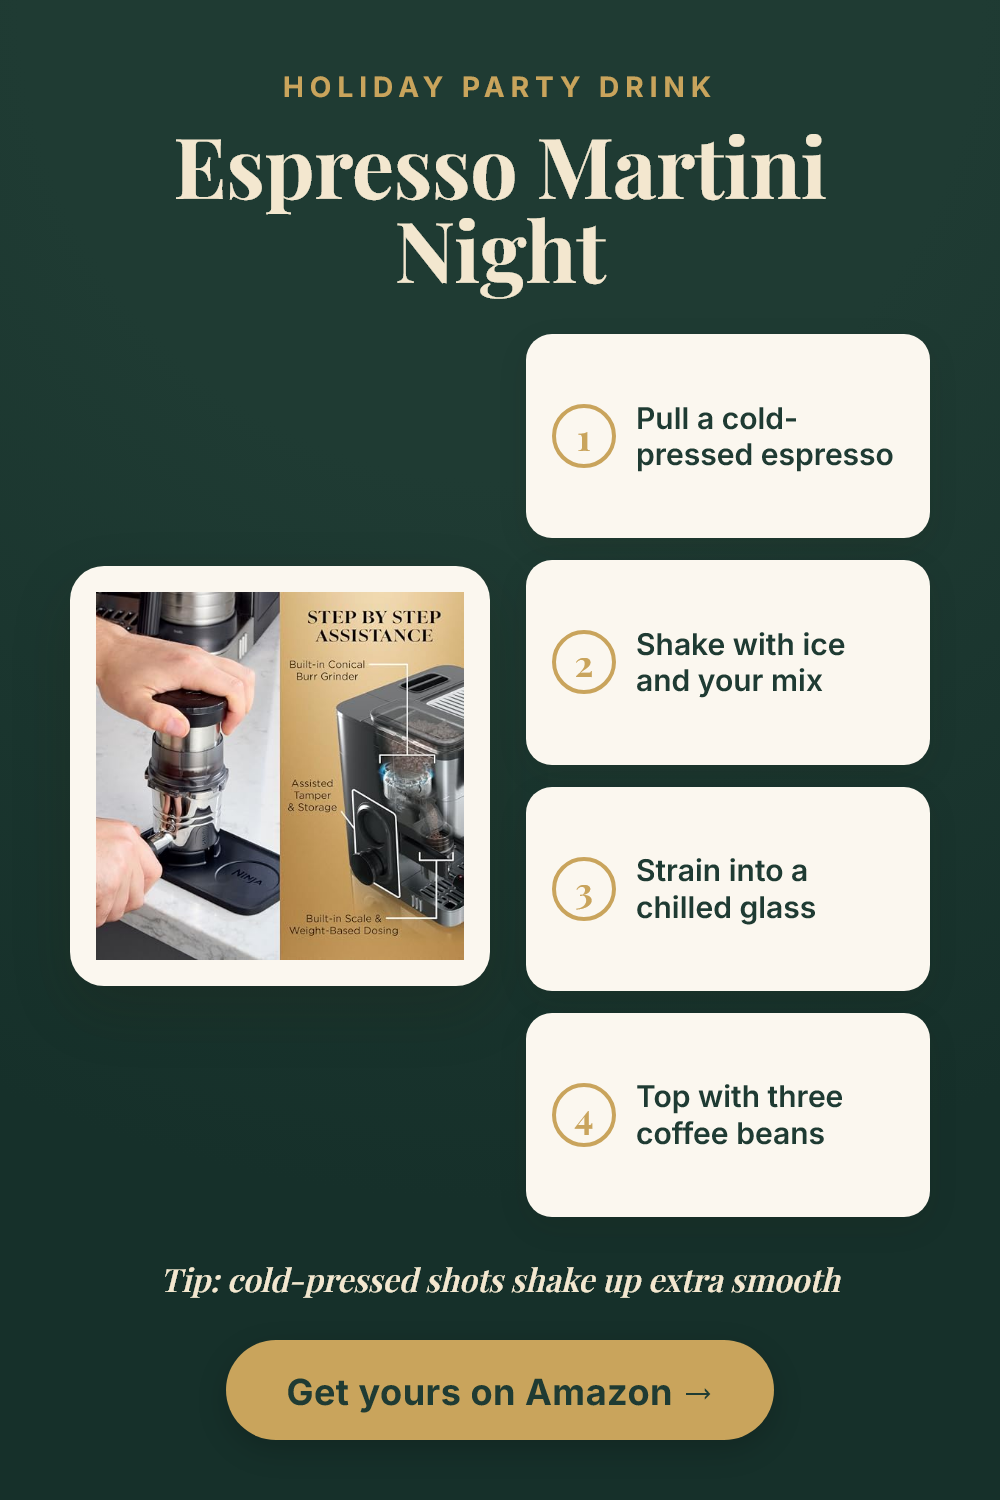 HOLIDAY PARTY DRINK
Espresso Martini
Night
1
Pull a cold-
pressed espresso
2
Shake with ice
and your mix
3
Strain into a
chilled glass
4
Top with three
coffee beans
STEP BY STEP
ASSISTANCE
Built-in Conical
Burr Grinder
Assisted
Tamper
& Storage
Built-in Scale &
Weight-Based Dosing
NINJA
Tip: cold-pressed shots shake up extra smooth
Get yours on Amazon →